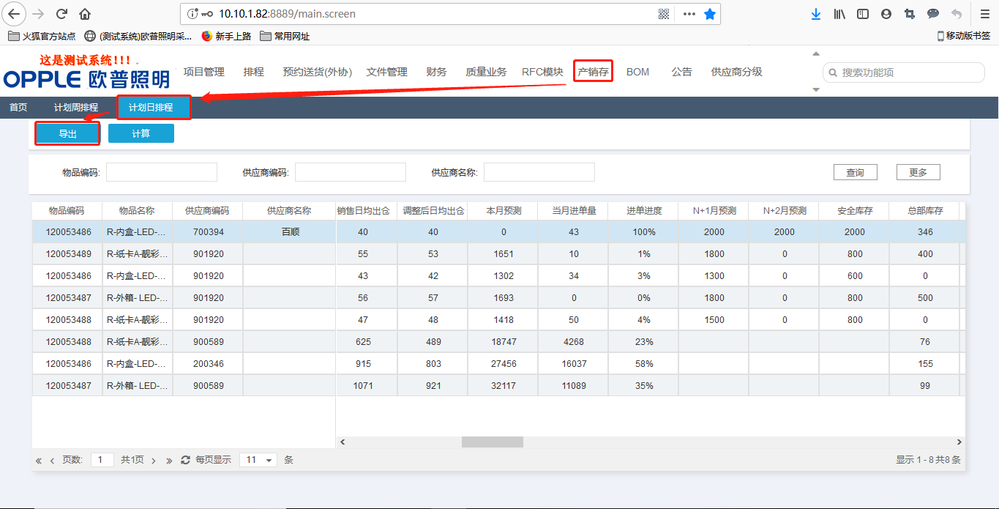 10.10.1.82:8889/main.screen
火狐官方站点 (测试系统)欧普照明采... 新手上路 常用网址 移动版书签
这是测试系统!!! .
OPPLE 欧普照明 项目管理 排程 预约送货(外协) 文件管理 财务 质量业务 RFC模块 产销存 BOM 公告 供应商分级 搜索功能项
首页 计划周排程 计划日排程
导出 计算
物品编码: 供应商编码: 供应商名称: 查询 更多
物品编码 物品名称 供应商编码 供应商名称 销售日均出仓 调整后日均出仓 本月预测 当月进单量 进单进度 N+1月预测 N+2月预测 安全库存 总部库存
120053486 R-内盒-LED-... 700394 百顺 40 40 0 43 100% 2000 2000 2000 346
120053489 R-纸卡A-靓彩... 901920 55 53 1651 10 1% 1800 0 800 400
120053486 R-内盒-LED-... 901920 43 42 1302 34 3% 1300 0 600 0
120053487 R-外箱- LED-... 901920 56 57 1693 0 0% 1800 0 800 500
120053488 R-纸卡A-靓彩... 901920 47 48 1418 50 4% 1500 0 800 0
120053488 R-纸卡A-靓彩... 900589 625 489 18747 4268 23% 76
120053486 R-内盒-LED-... 200346 915 803 27456 16037 58% 155
120053487 R-外箱- LED-... 900589 1071 921 32117 11089 35% 99
页数: 1 共1页 每页显示 11 条 显示 1 - 8 共8 条